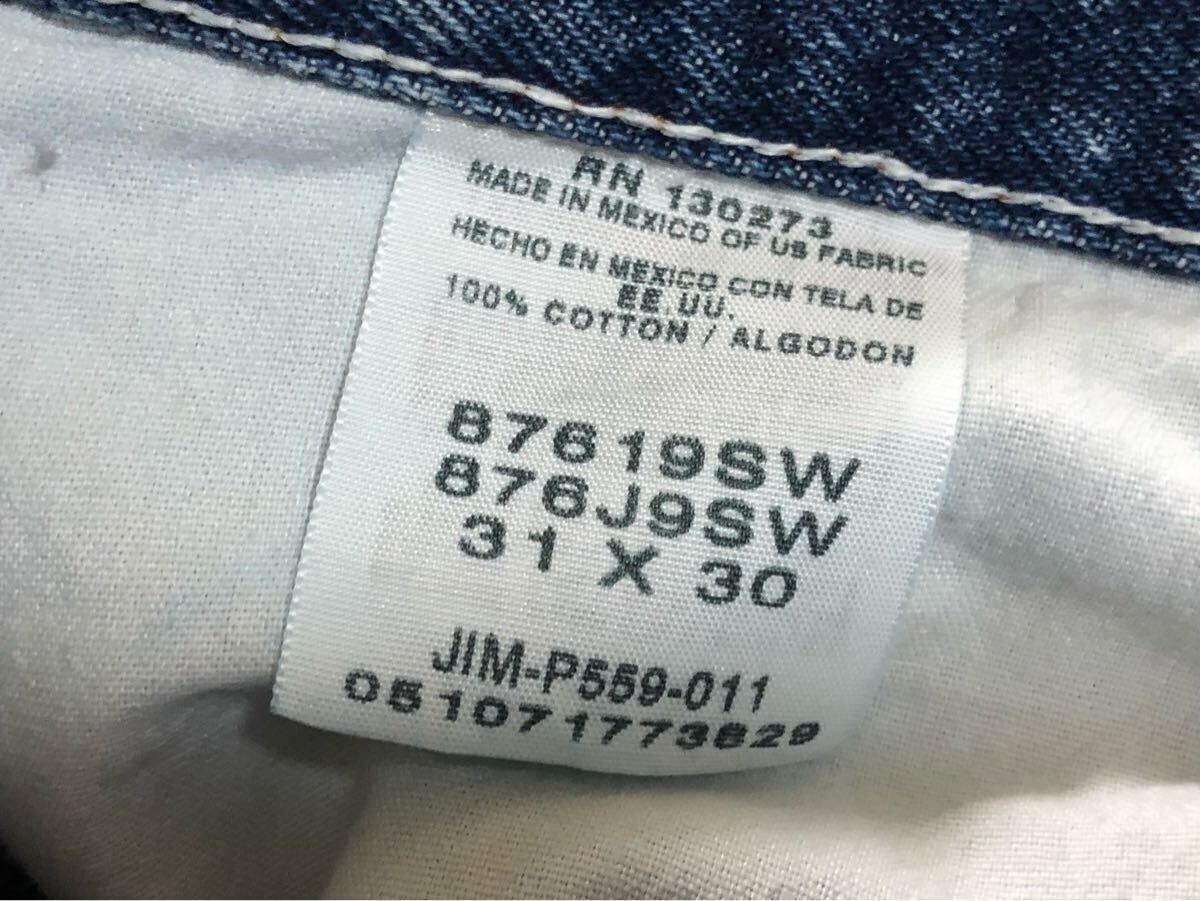 RN 130273
MADE IN MEXICO OF US FABRIC
HECHO EN MEXICO CON TELA DE
EE.UU.
100% COTTON / ALGODON
87619SW
876J9SW
31 X 30
JIM-P559-011
051071773829